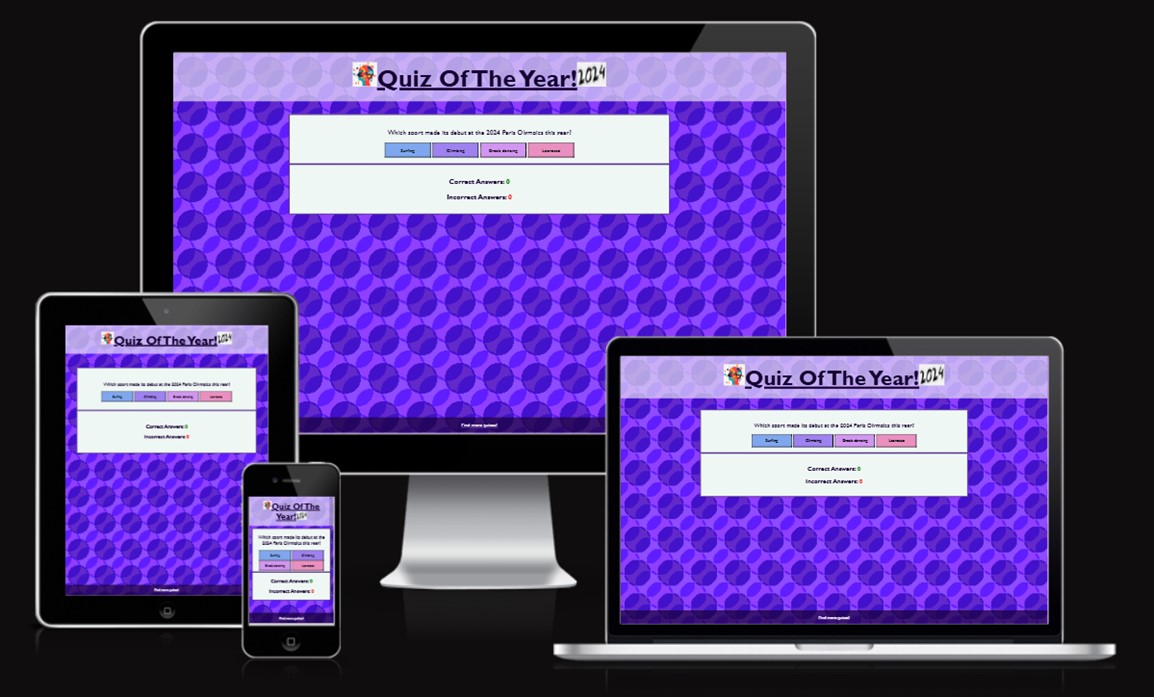 Quiz Of The Year! 2024
Which sport made its debut at the 2024 Paris Olympics this year?
Surfing Climbing Break dancing Lacrosse
Correct Answers: 0
Incorrect Answers: 0
Find more quizes!
Quiz Of The Year! 2024
Which sport made its debut at the 2024 Paris Olympics this year?
Surfing Climbing Break dancing Lacrosse
Correct Answers: 0
Incorrect Answers: 0
Find more quizes!
Quiz Of The
Year! 2024
Which sport made its debut at the
2024 Paris Olympics this year?
Surfing Climbing
Break dancing Lacrosse
Correct Answers: 0
Incorrect Answers: 0
Find more quizes!
Quiz Of The Year! 2024
Which sport made its debut at the 2024 Paris Olympics this year?
Surfing Climbing Break dancing Lacrosse
Correct Answers: 0
Incorrect Answers: 0
Find more quizes!